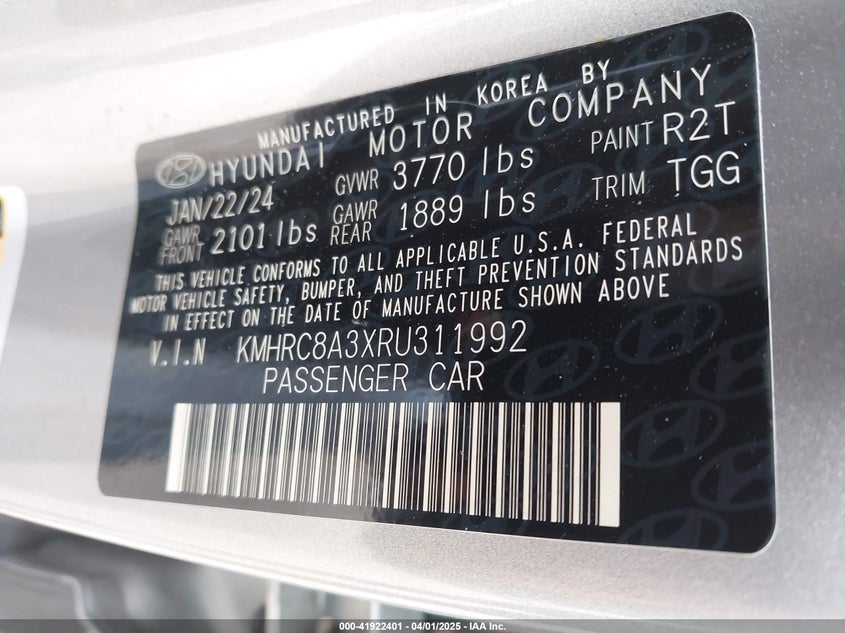 MANUFACTURED IN KOREA BY
HYUNDAI MOTOR COMPANY
JAN/22/24 GVWR 3770 lbs PAINT R2T
GAWR FRONT 2101 lbs GAWR REAR 1889 lbs TRIM TGG
THIS VEHICLE CONFORMS TO ALL APPLICABLE U.S.A. FEDERAL
MOTOR VEHICLE SAFETY, BUMPER, AND THEFT PREVENTION STANDARDS
IN EFFECT ON THE DATE OF MANUFACTURE SHOWN ABOVE
V.I.N KMHRC8A3XRU311992
PASSENGER CAR
000-41922401 - 04/01/2025 - IAA Inc.